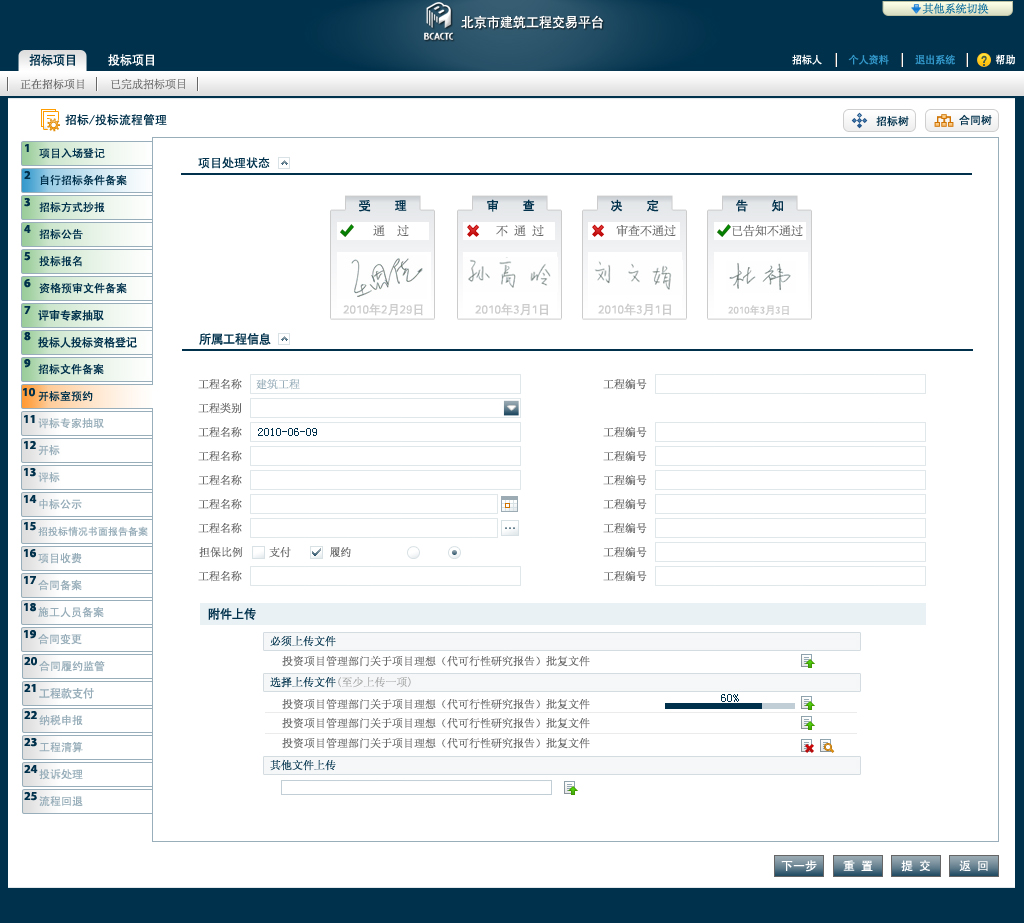 其他系统切换
BCACTC 北京市建筑工程交易平台
招标项目 投标项目 招标人 个人资料 退出系统 ? 帮助
正在招标项目 已完成招标项目
招标/投标流程管理 招标树 合同树
1 项目入场登记
2 自行招标条件备案
3 招标方式抄报
4 招标公告
5 投标报名
6 资格预审文件备案
7 评审专家抽取
8 投标人投标资格登记
9 招标文件备案
10 开标室预约
11 评标专家抽取
12 开标
13 评标
14 中标公示
15 招投标情况书面报告备案
16 项目收费
17 合同备案
18 施工人员备案
19 合同变更
20 合同履约监管
21 工程款支付
22 纳税申报
23 工程清算
24 投诉处理
25 流程回退
项目处理状态
受 理 审 查 决 定 告 知
通 过 不 通 过 审查不通过 已告知不通过
孙高岭 刘文娟 杜祎
2010年2月29日 2010年3月1日 2010年3月1日 2010年3月3日
所属工程信息
工程名称 建筑工程 工程编号
工程类别
工程名称 2010-06-09 工程编号
工程名称 工程编号
工程名称 工程编号
工程名称 工程编号
工程名称 工程编号
担保比例 支付 履约 工程编号
工程名称 工程编号
附件上传
必须上传文件
投资项目管理部门关于项目理想（代可行性研究报告）批复文件
选择上传文件(至少上传一项)
投资项目管理部门关于项目理想（代可行性研究报告）批复文件 60%
投资项目管理部门关于项目理想（代可行性研究报告）批复文件
投资项目管理部门关于项目理想（代可行性研究报告）批复文件
其他文件上传
下一步 重 置 提 交 返 回